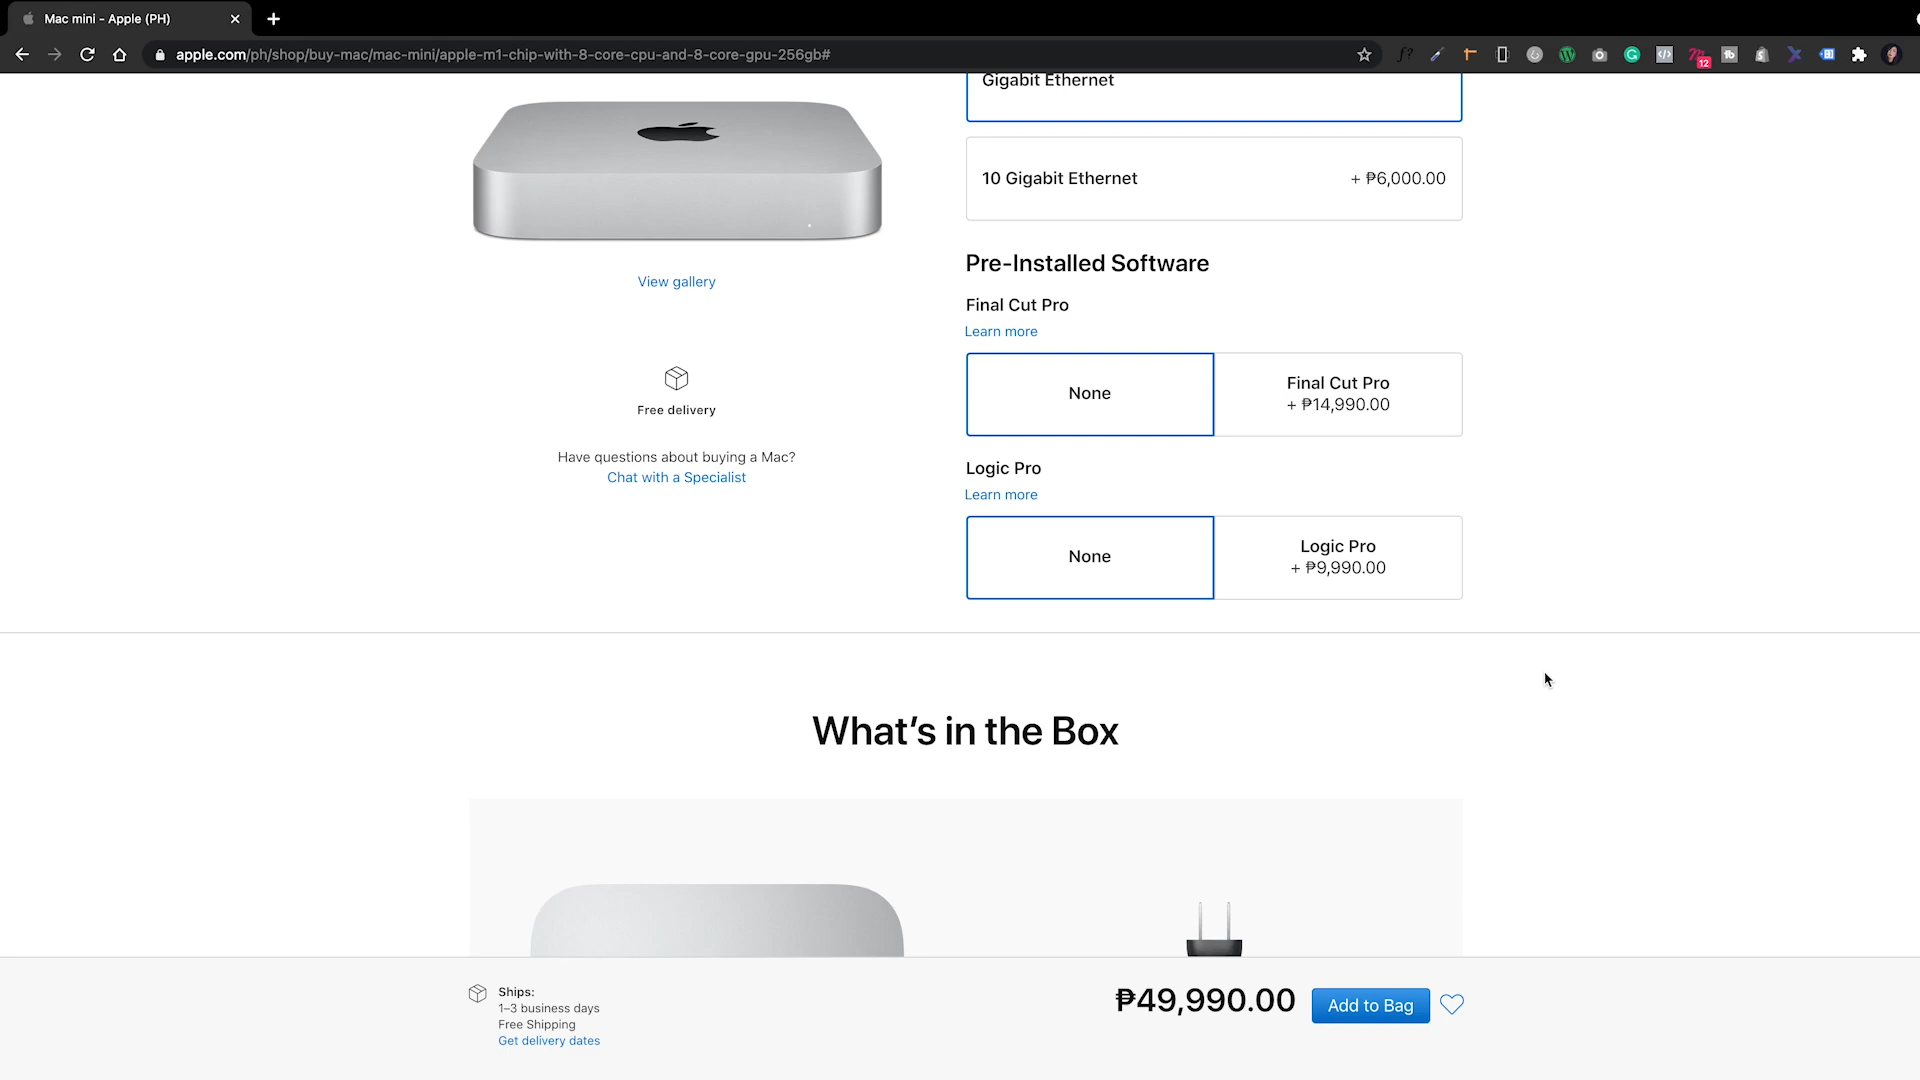 Mac mini - Apple (PH)
apple.com/ph/shop/buy-mac/mac-mini/apple-m1-chip-with-8-core-cpu-and-8-core-gpu-256gb#
12
Gigabit Ethernet
10 Gigabit Ethernet + ₱6,000.00
View gallery
Pre-Installed Software
Final Cut Pro
Learn more
None
Final Cut Pro
+ ₱14,990.00
Free delivery
Have questions about buying a Mac?
Chat with a Specialist
Logic Pro
Learn more
None
Logic Pro
+ ₱9,990.00
What's in the Box
Ships:
1–3 business days
Free Shipping
Get delivery dates
₱49,990.00
Add to Bag